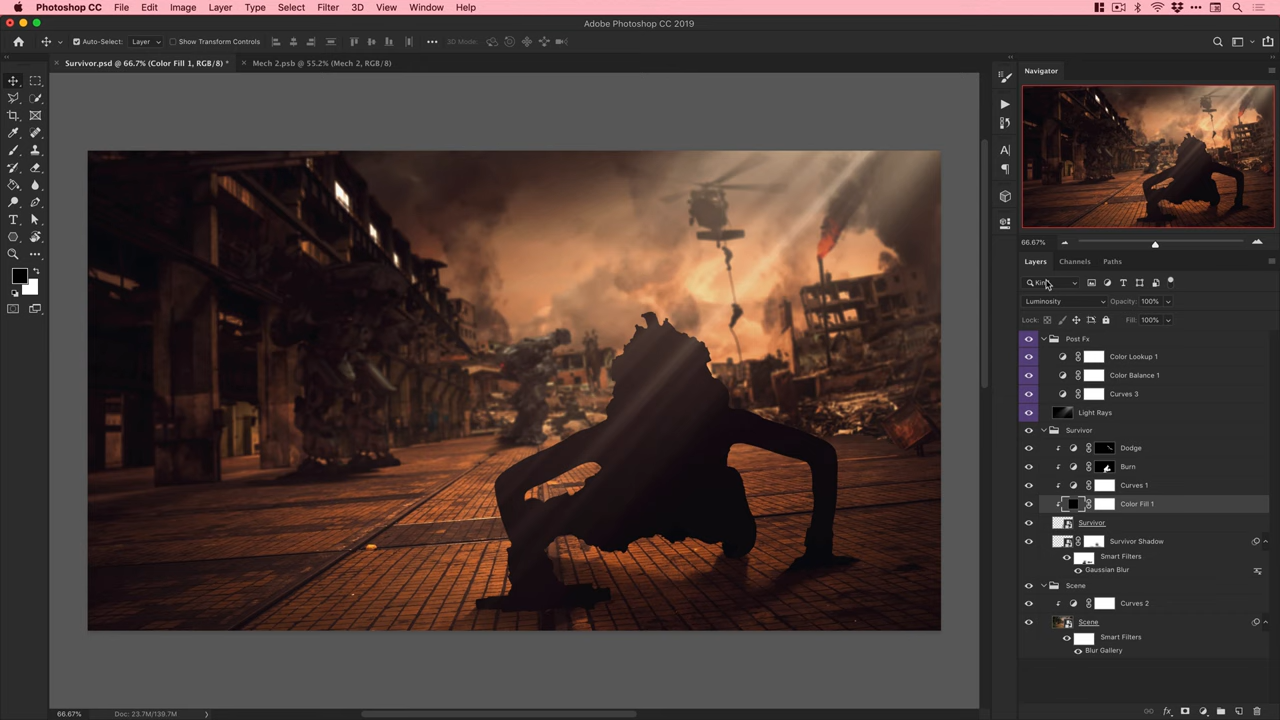 Photoshop CC File Edit Image Layer Type Select Filter 3D View Window Help
Adobe Photoshop CC 2019
Auto-Select: Layer Show Transform Controls 3D Mode:
Survivor.psd @ 66.7% (Color Fill 1, RGB/8) * Mech 2.psb @ 55.2% (Mech 2, RGB/8)
Navigator
66.67%
Layers Channels Paths
Kind
Luminosity Opacity: 100%
Lock: Fill: 100%
Post Fx
Color Lookup 1
Color Balance 1
Curves 3
Light Rays
Survivor
Dodge
Burn
Curves 1
Color Fill 1
Survivor
Survivor Shadow
Smart Filters
Gaussian Blur
Scene
Curves 2
Scene
Smart Filters
Blur Gallery
66.67% Doc: 23.7M/139.7M